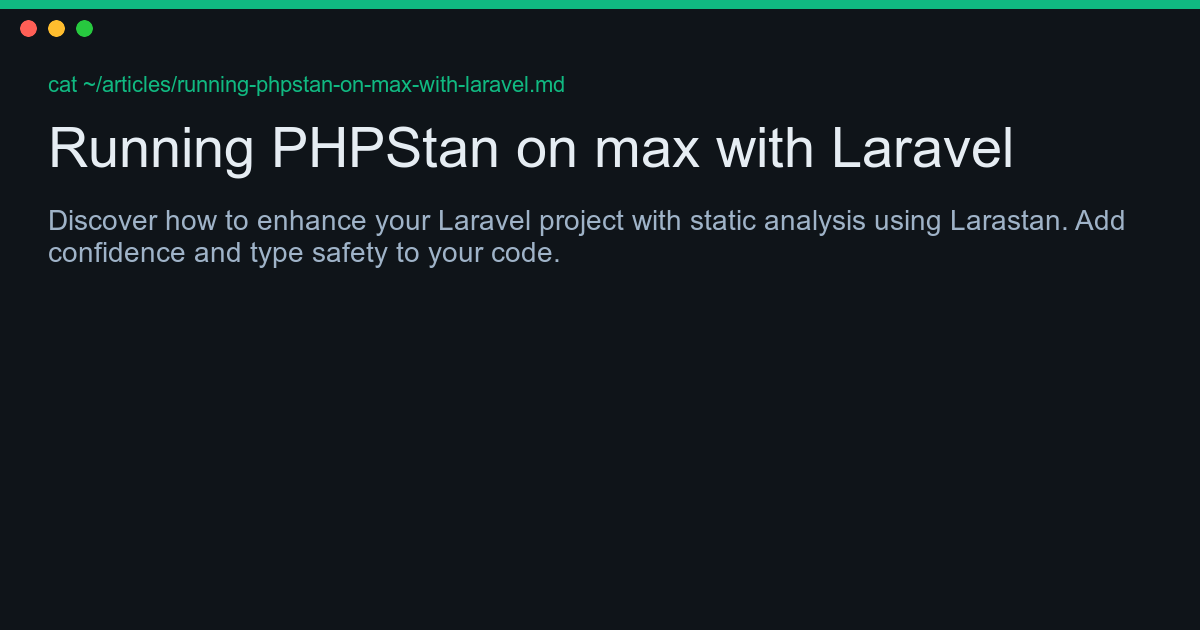 cat ~/articles/running-phpstan-on-max-with-laravel.md
Running PHPStan on max with Laravel
Discover how to enhance your Laravel project with static analysis using Larastan. Add
confidence and type safety to your code.